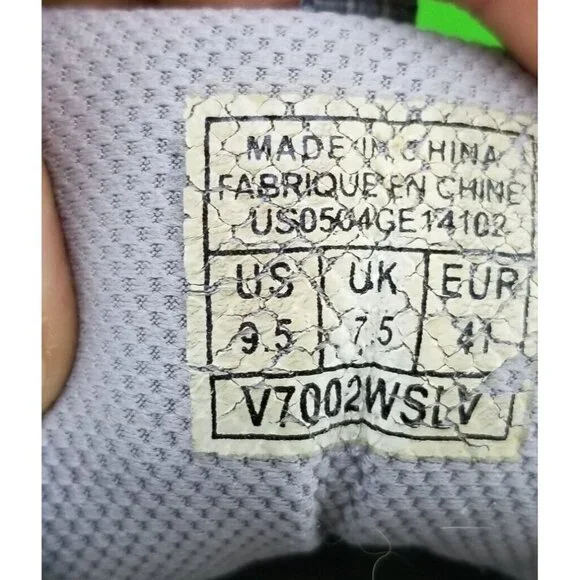 MADE IN CHINA
FABRIQUE EN CHINE
US0504GE14102
US UK EUR
9.5 7.5 41
V7002WSLV